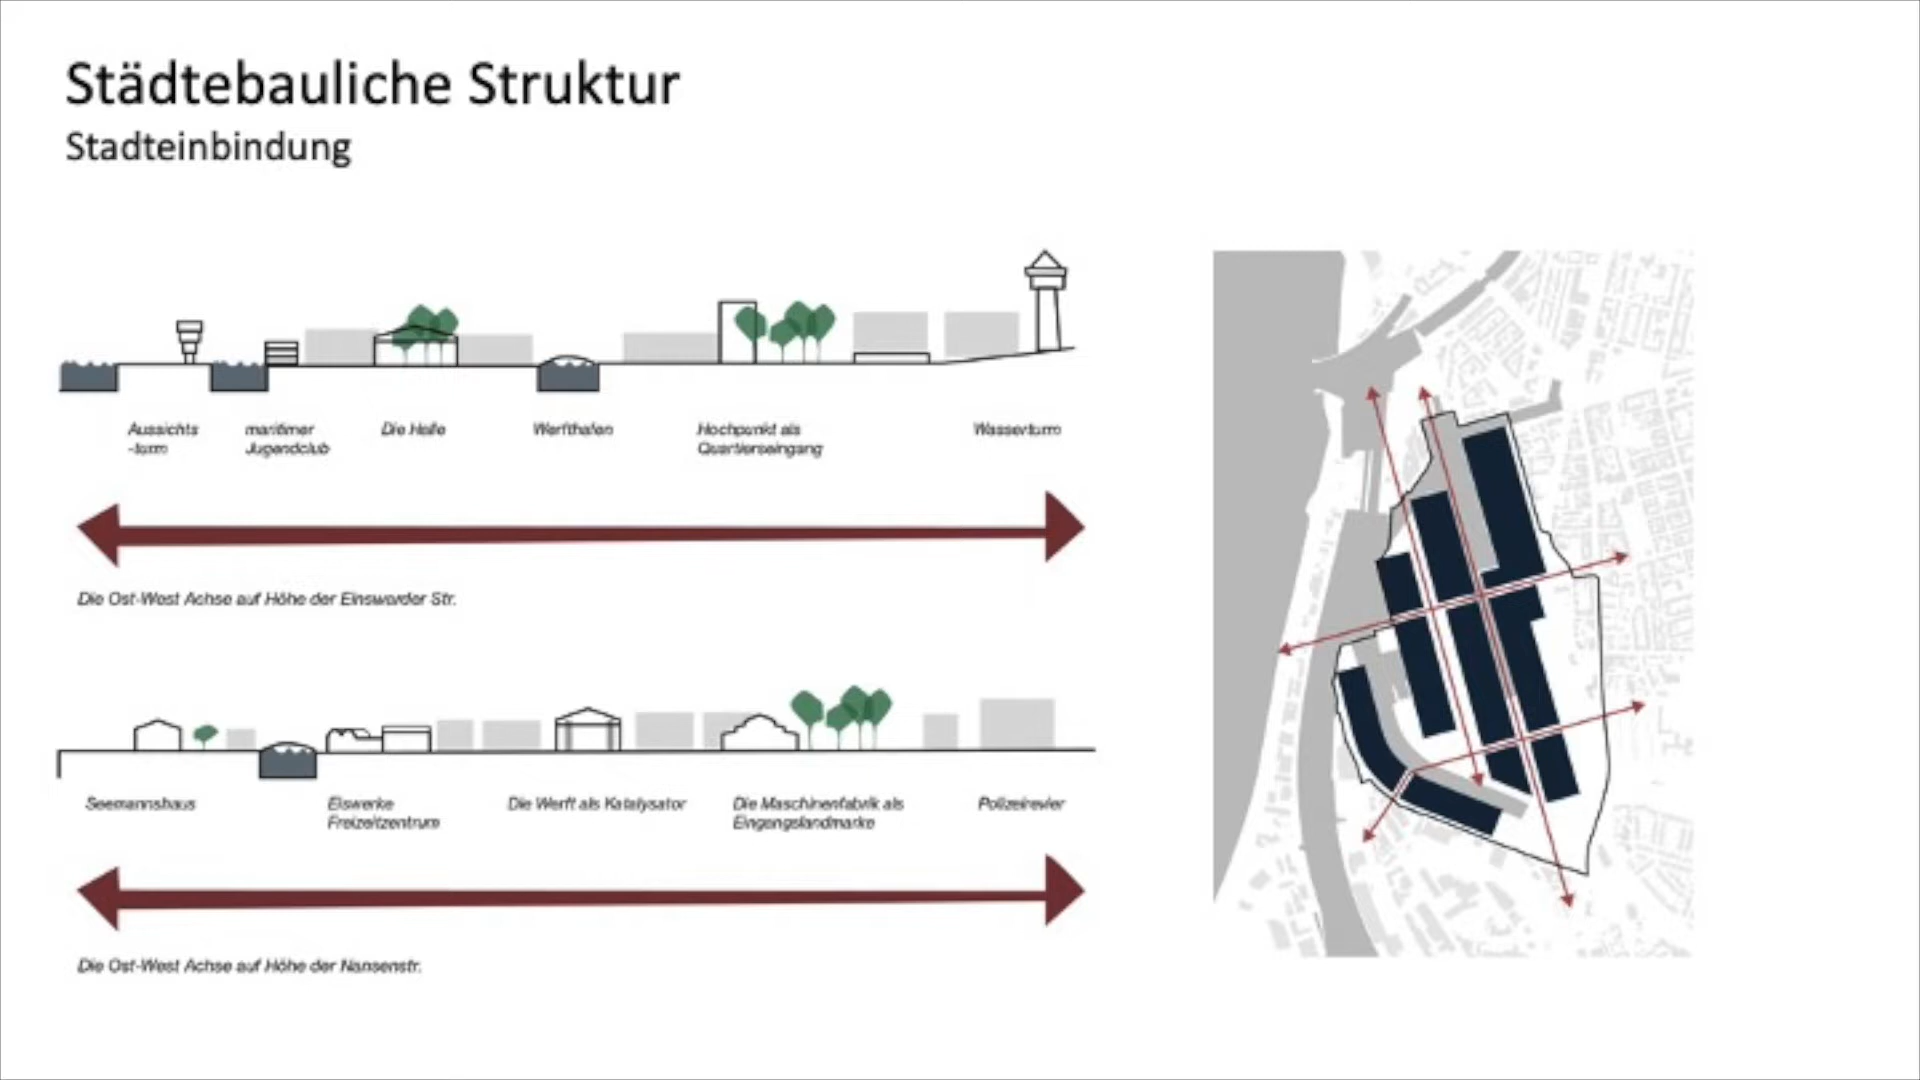 Städtebauliche Struktur
Stadteinbindung
Aussichts
-turm
maritimer
Jugendclub
Die Halle
Werfthafen
Hochpunkt als
Quartierseingang
Wasserturm
Die Ost-West Achse auf Höhe der Einswarder Str.
Seemannshaus
Eiswerke
Freizeitzentrum
Die Werft als Katalysator
Die Maschinenfabrik als
Eingangslandmarke
Polizeirevier
Die Ost-West Achse auf Höhe der Nansenstr.